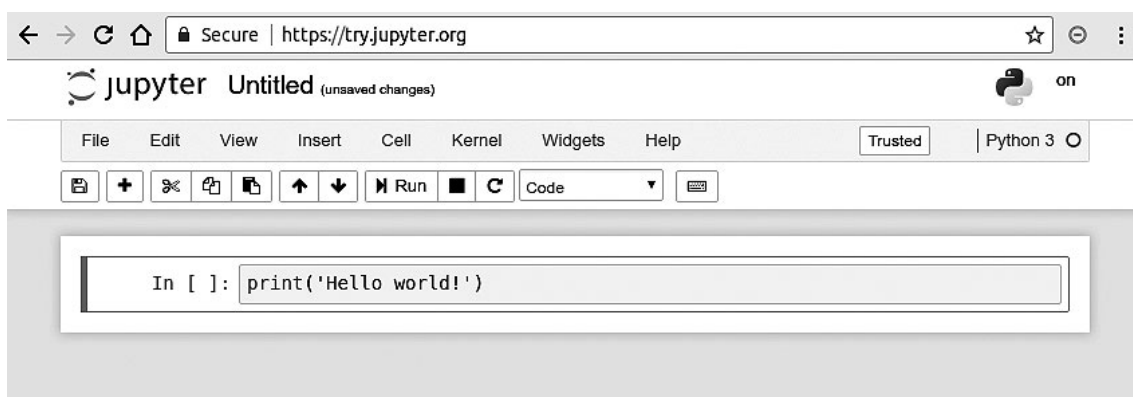 Secure | https://try.jupyter.org
jupyter Untitled (unsaved changes) on
File Edit View Insert Cell Kernel Widgets Help Trusted Python 3
Run Code
In [ ]: print('Hello world!')